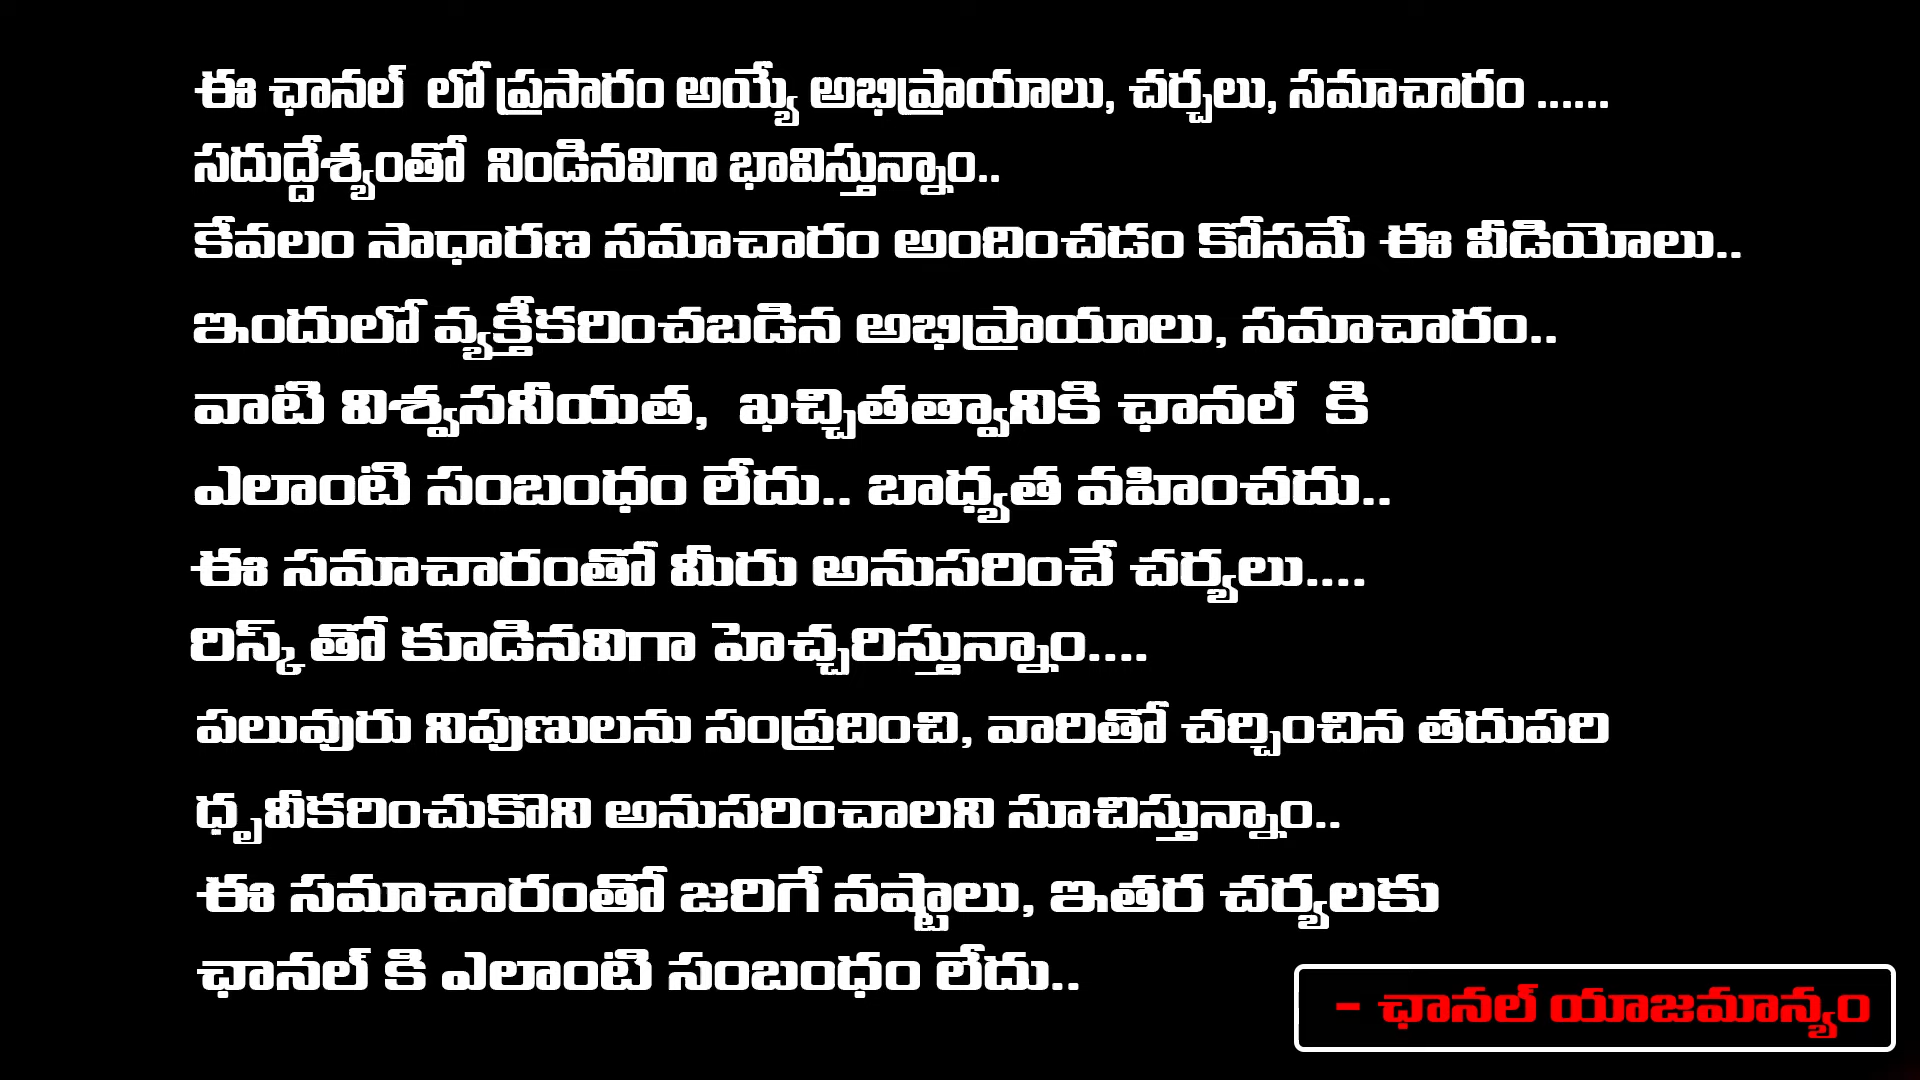 ఈ ఛానల్ లో ప్రసారం అయ్యే అభిప్రాయాలు, చర్చలు, సమాచారం ......
సదుద్దేశ్యంతో నిండినవిగా భావిస్తున్నాం..
కేవలం సాధారణ సమాచారం అందించడం కోసమే ఈ వీడియోలు..
ఇందులో వ్యక్తీకరించబడిన అభిప్రాయాలు, సమాచారం..
వాటి విశ్వసనీయత, ఖచ్చితత్వానికి ఛానల్ కి
ఎలాంటి సంబంధం లేదు.. బాధ్యత వహించదు..
ఈ సమాచారంతో మీరు అనుసరించే చర్యలు....
రిస్క్ తో కూడినవిగా హెచ్చరిస్తున్నాం....
పలువురు నిపుణులను సంప్రదించి, వారితో చర్చించిన తదుపరి
ధృవీకరించుకొని అనుసరించాలని సూచిస్తున్నాం..
ఈ సమాచారంతో జరిగే నష్టాలు, ఇతర చర్యలకు
ఛానల్ కి ఎలాంటి సంబంధం లేదు..
- ఛానల్ యాజమాన్యం